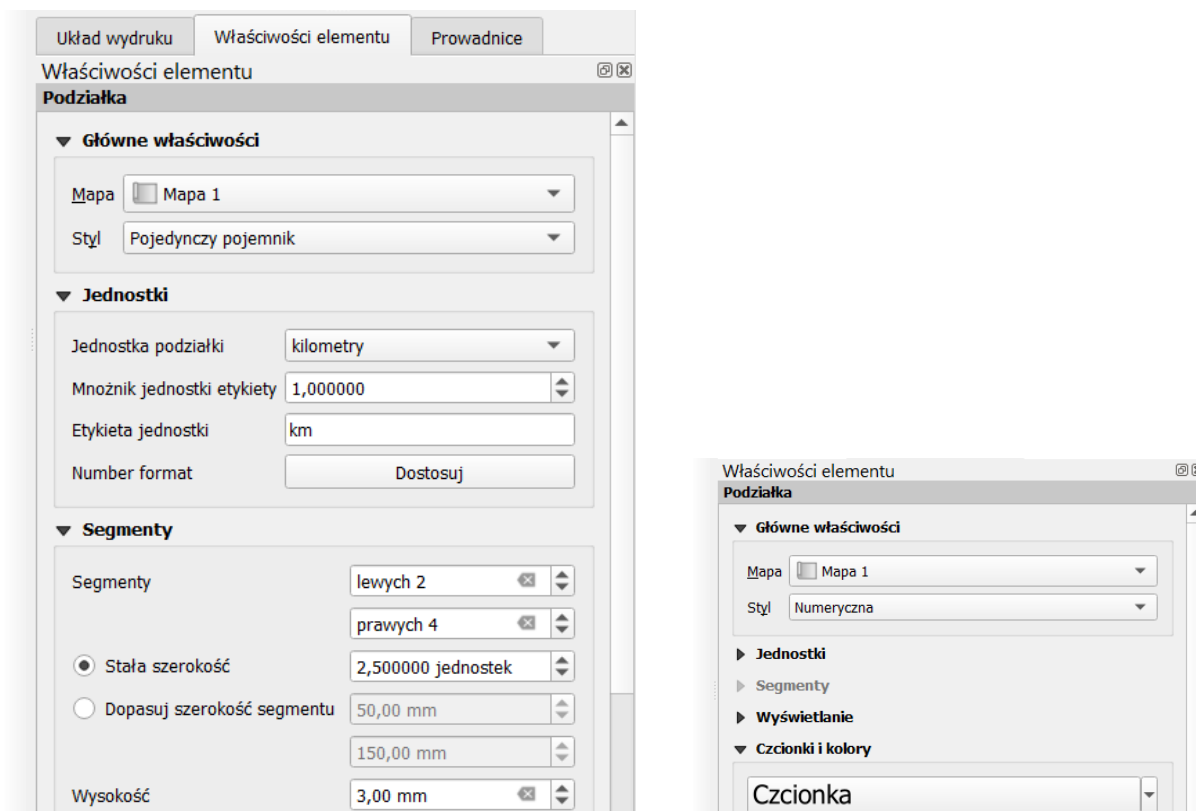 Układ wydruku Właściwości elementu Prowadnice
Właściwości elementu
Podziałka
Główne właściwości
Mapa Mapa 1
Styl Pojedynczy pojemnik
Jednostki
Jednostka podziałki kilometry
Mnożnik jednostki etykiety 1,000000
Etykieta jednostki km
Number format Dostosuj
Segmenty
Segmenty lewych 2
prawych 4
Stała szerokość 2,500000 jednostek
Dopasuj szerokość segmentu 50,00 mm
150,00 mm
Wysokość 3,00 mm
Właściwości elementu
Podziałka
Główne właściwości
Mapa Mapa 1
Styl Numeryczna
Jednostki
Segmenty
Wyświetlanie
Czcionki i kolory
Czcionka